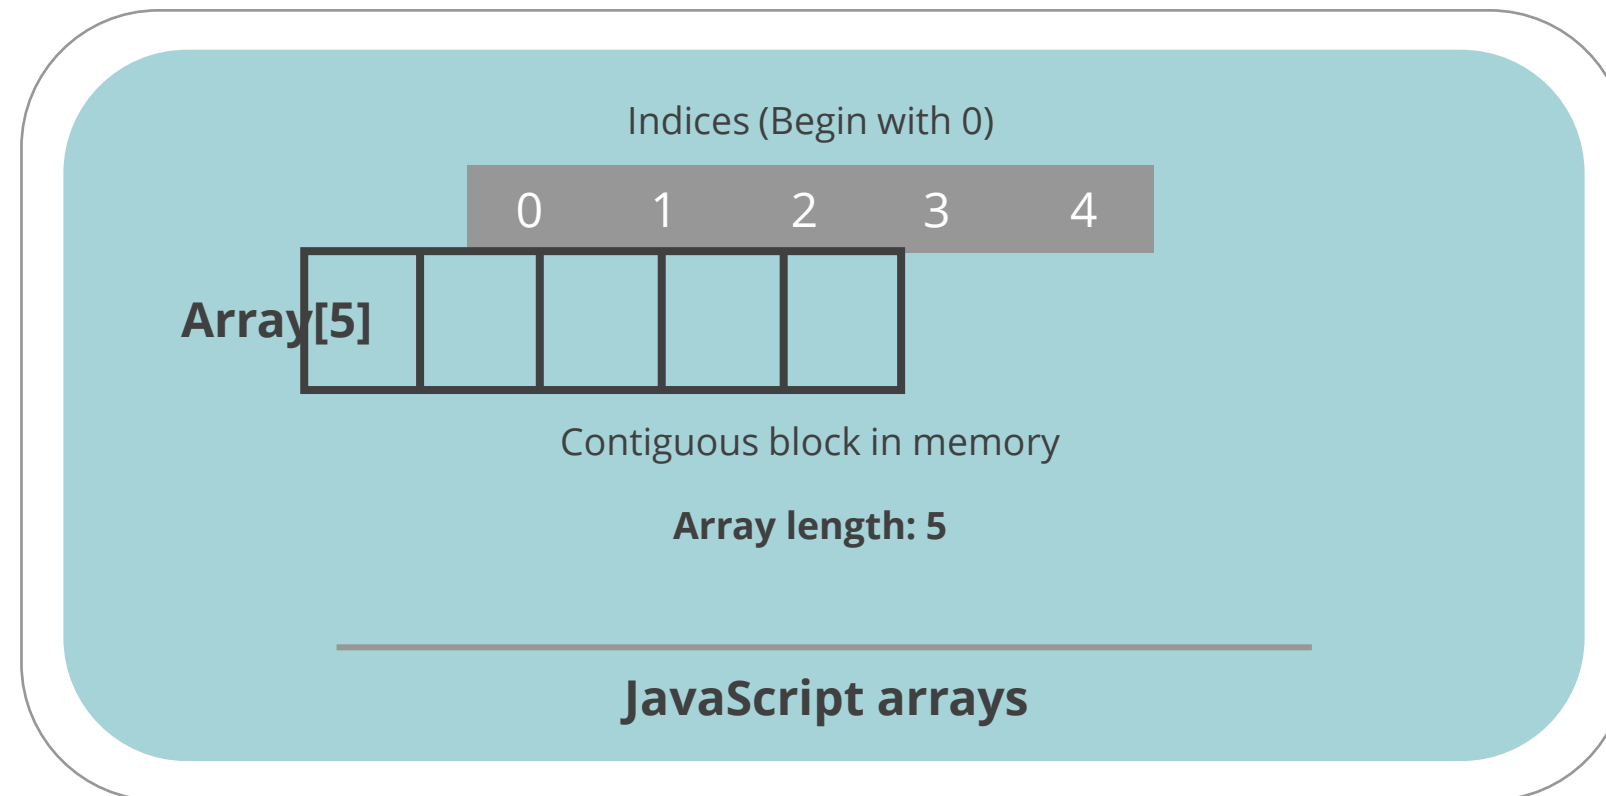 Indices (Begin with 0)
0 1 2 3 4
Array[5]
Contiguous block in memory
Array length: 5
JavaScript arrays